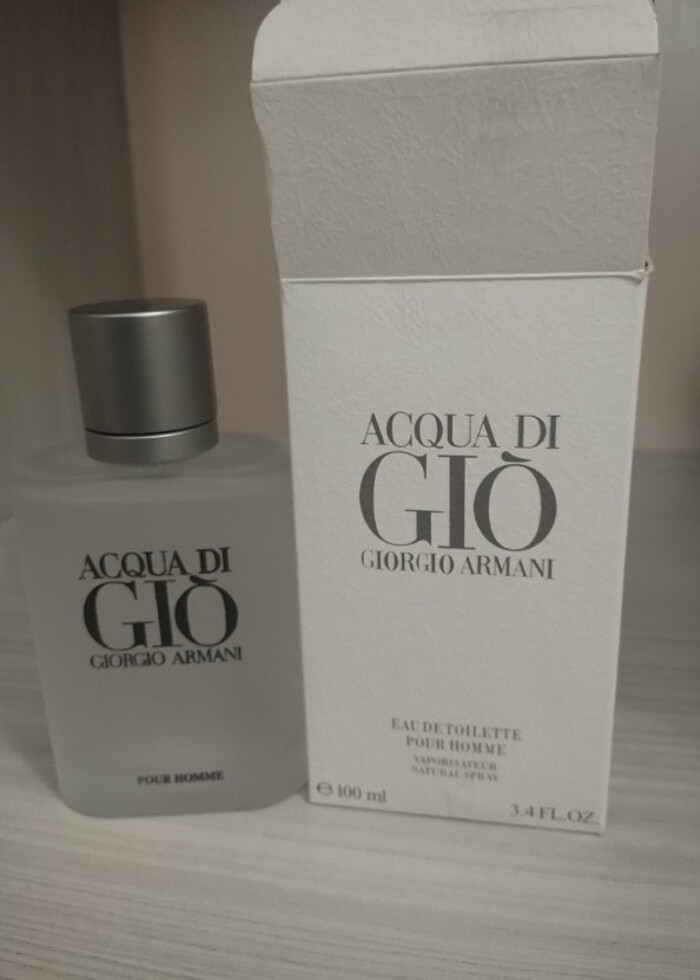 ACQUA DI
GIÒ
GIORGIO ARMANI
POUR HOMME
ACQUA DI
GIÒ
GIORGIO ARMANI
EAU DE TOILETTE
POUR HOMME
VAPORISATEUR
NATURAL SPRAY
℮ 100 ml
3.4 FL.OZ.